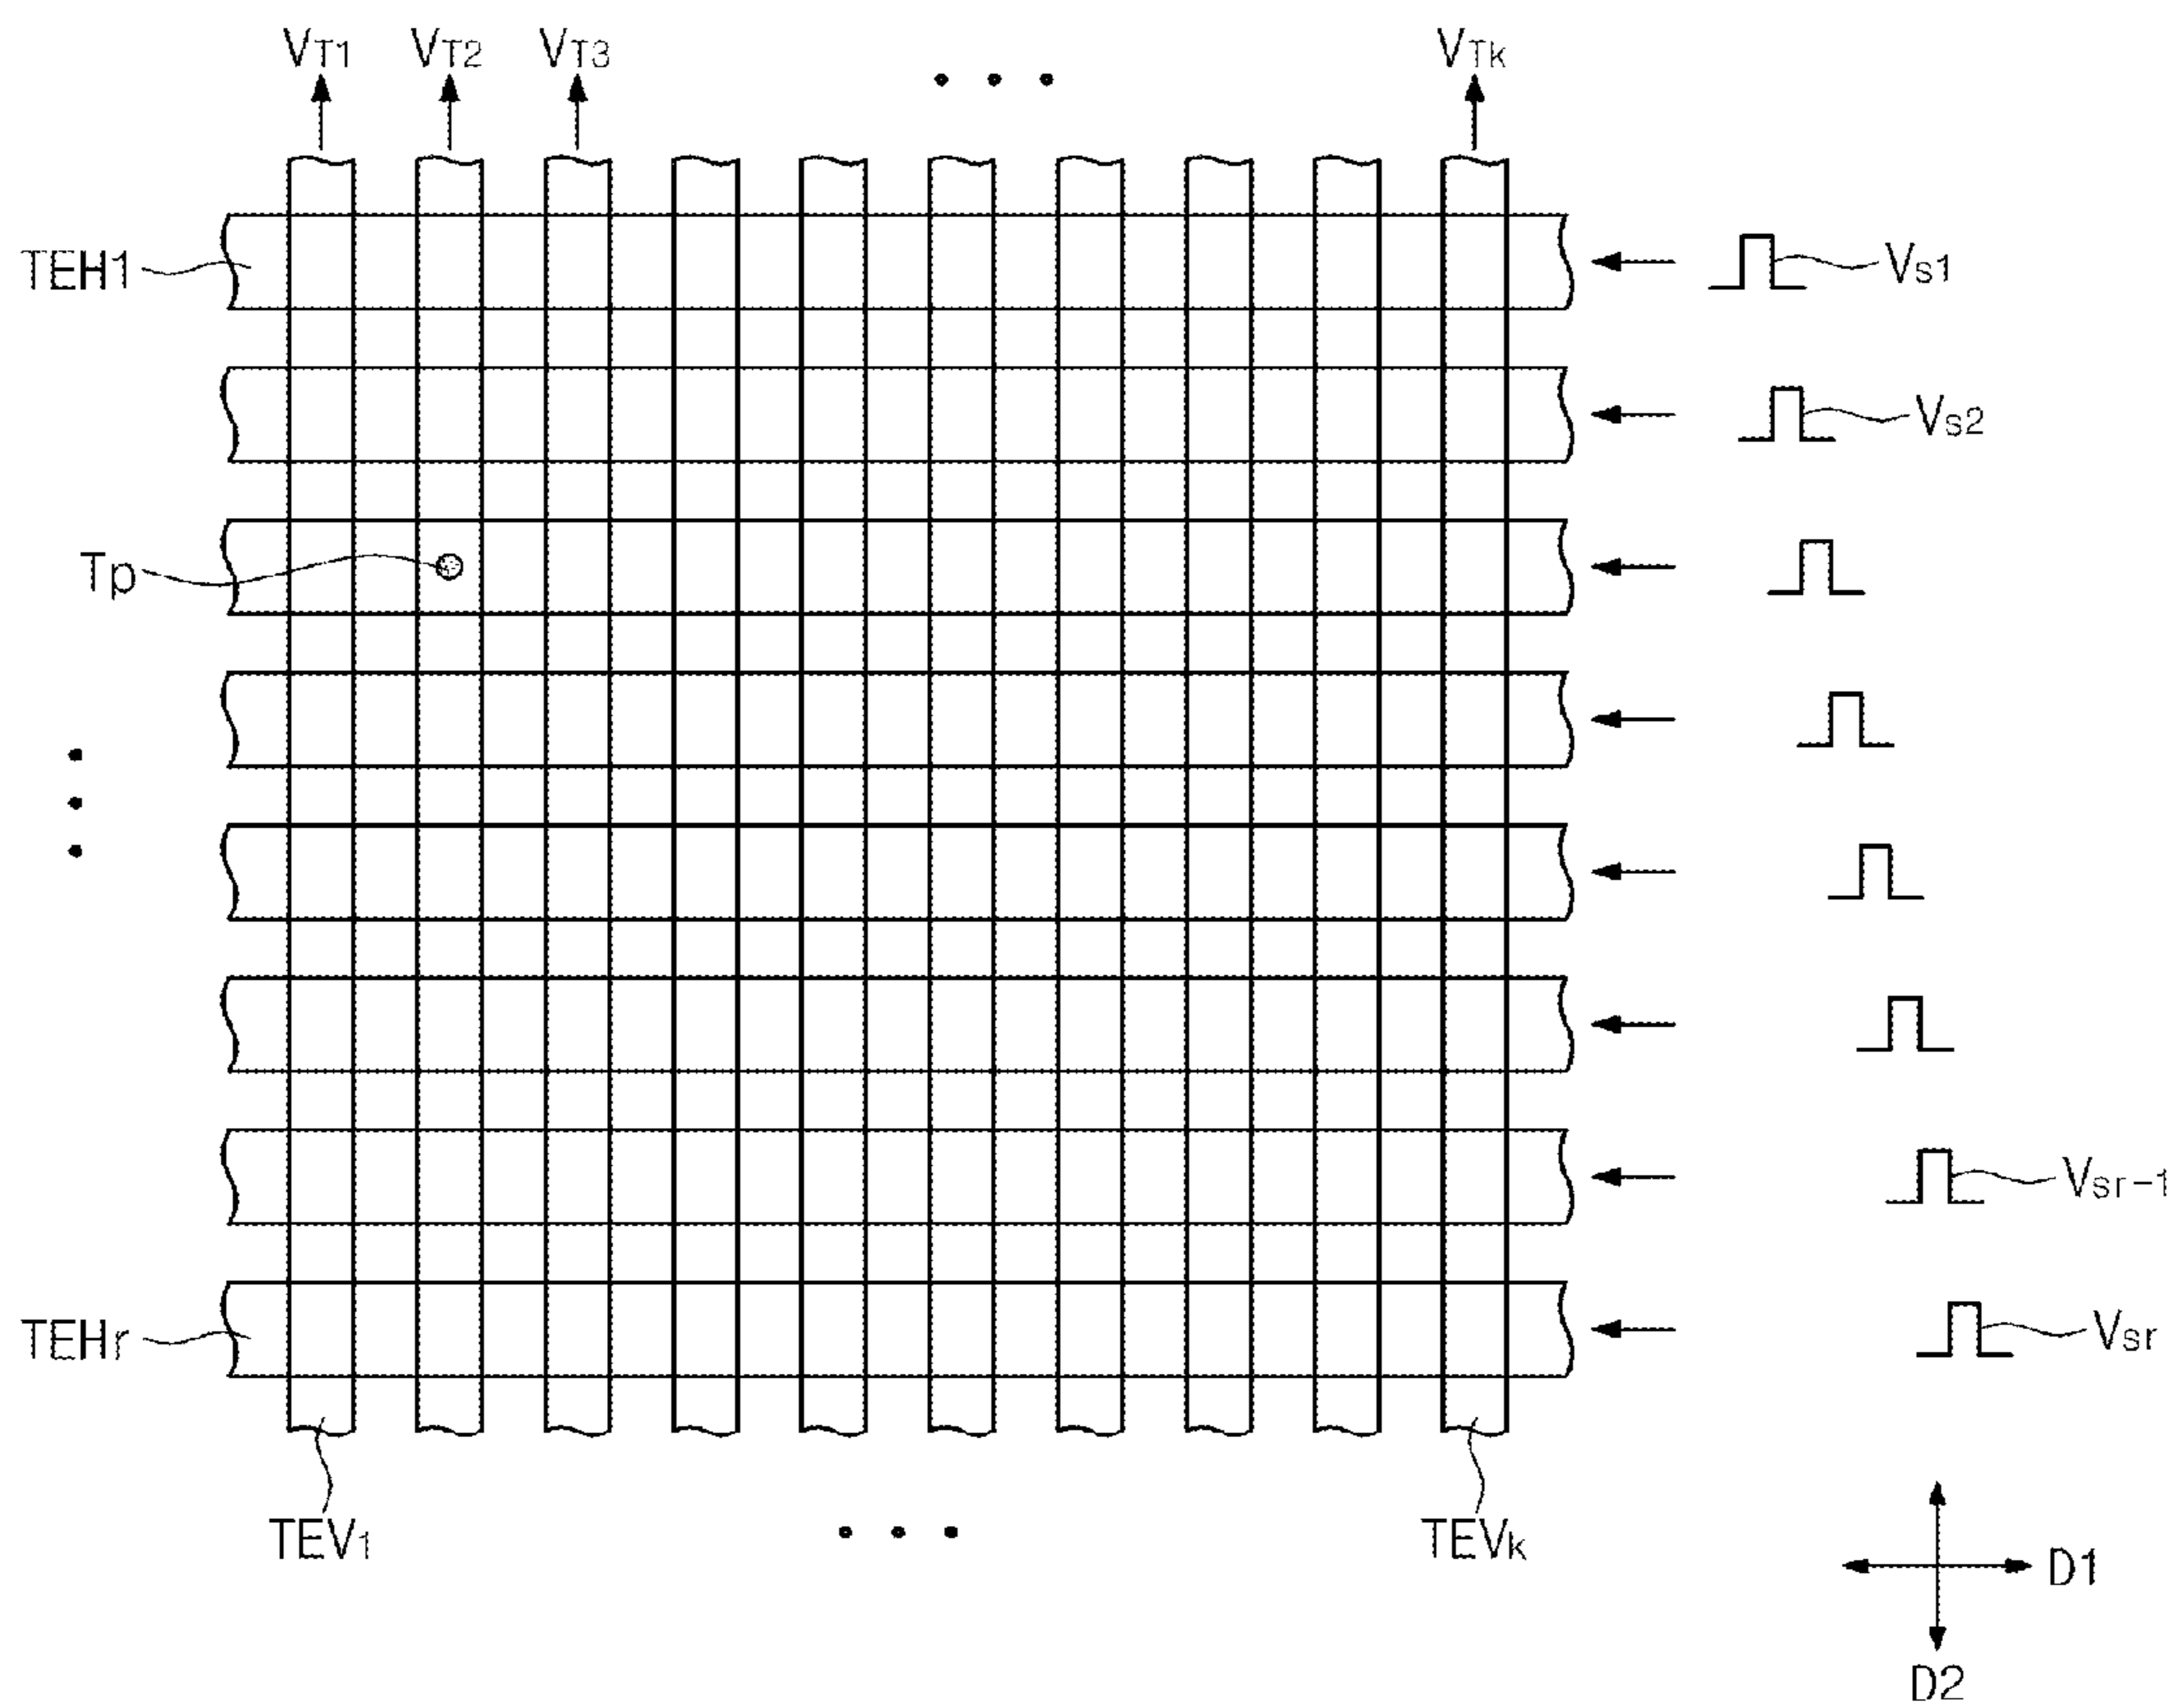 VT1 VT2 VT3 VTk
TEH1
Vs1
Vs2
Tp
Vsr-1
TEHr
Vsr
TEV1
TEVk
D1
D2